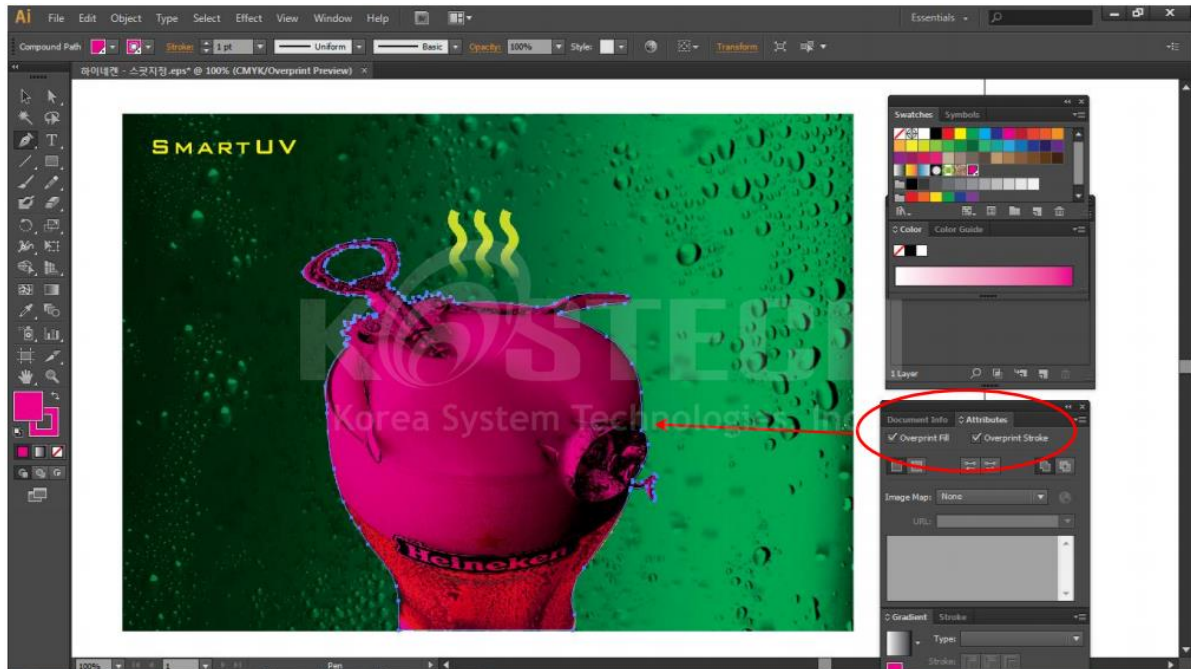 Ai File Edit Object Type Select Effect View Window Help Essentials
Compound Path Stroke: 1 pt Uniform Basic Opacity: 100% Style: Transform
하이네켄 - 스팟지정.eps* @ 100% (CMYK/Overprint Preview) ×
SMARTUV
Swatches Symbols
Color Color Guide
KOSTECH
1 Layer
Korea System Technologies, Inc
Document Info Attributes
Overprint Fill Overprint Stroke
Image Map: None
URL:
Heineken
Gradient Stroke
Type:
Stroke:
100% 1 Pen